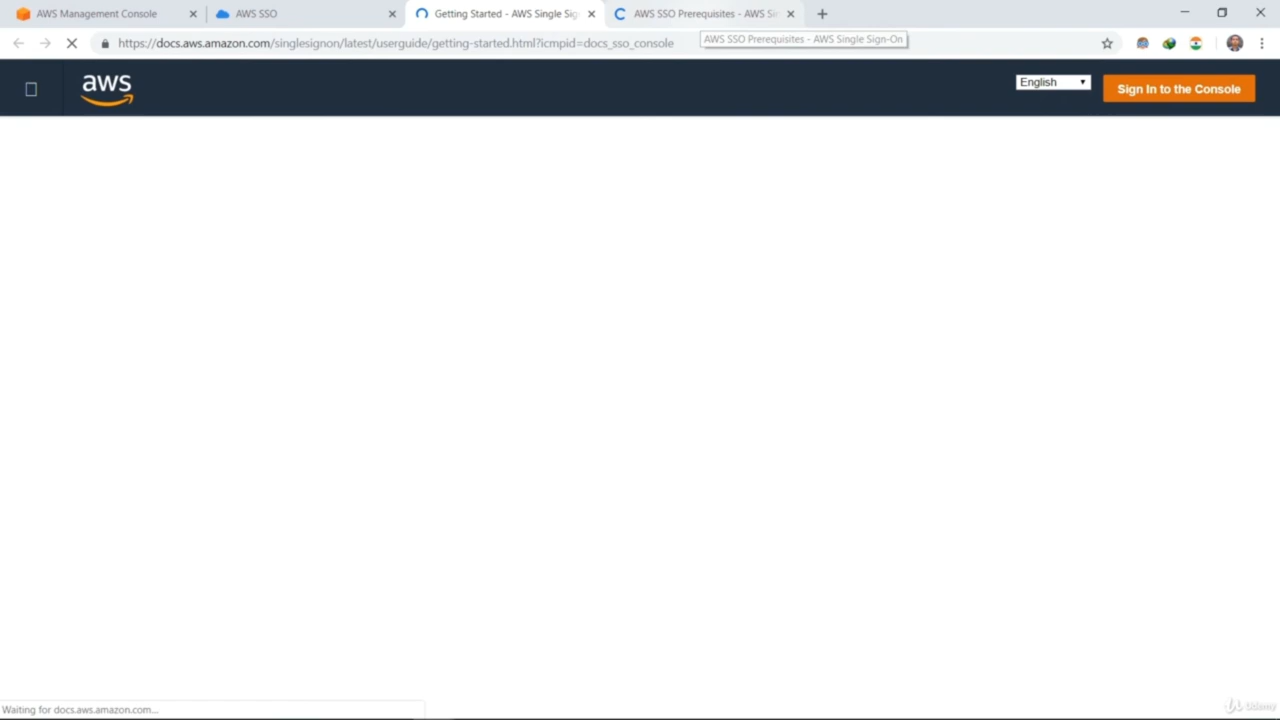 AWS Management Console
AWS SSO
Getting Started - AWS Single Sig
AWS SSO Prerequisites - AWS Sin
https://docs.aws.amazon.com/singlesignon/latest/userguide/getting-started.html?icmpid=docs_sso_console
AWS SSO Prerequisites - AWS Single Sign-On
aws
English
Sign In to the Console
Waiting for docs.aws.amazon.com...
Udemy